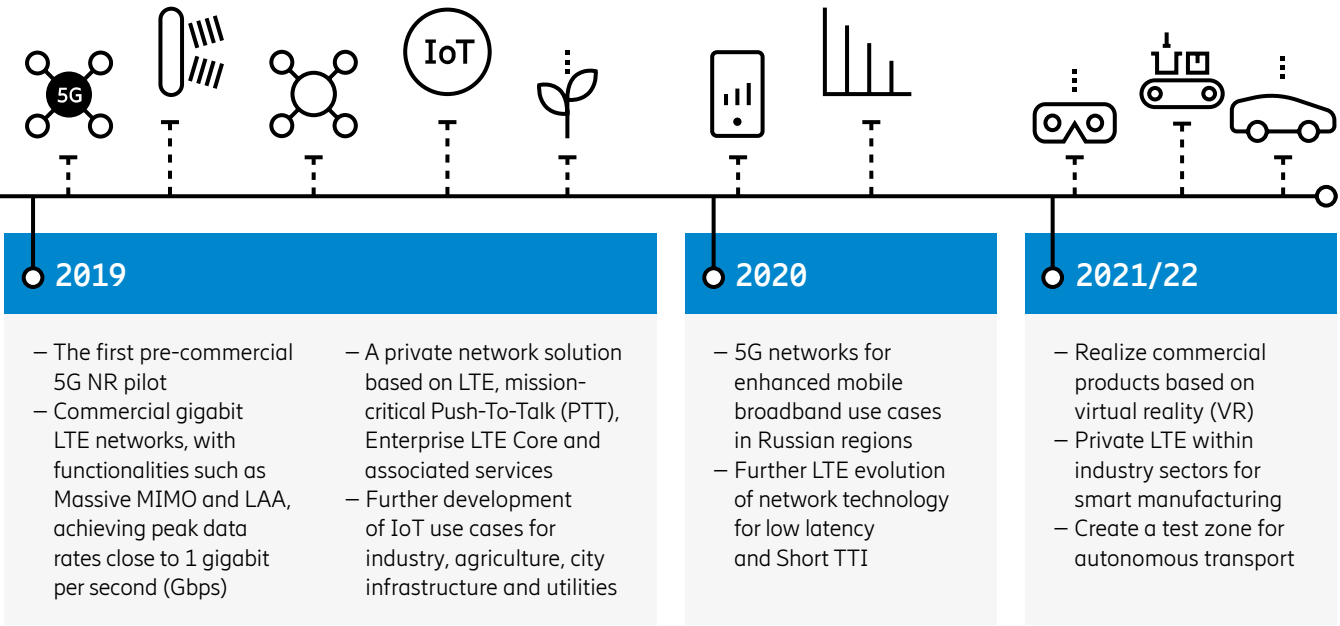 5G
IoT
2019
– The first pre-commercial
5G NR pilot
– Commercial gigabit
LTE networks, with
functionalities such as
Massive MIMO and LAA,
achieving peak data
rates close to 1 gigabit
per second (Gbps)
– A private network solution
based on LTE, mission-
critical Push-To-Talk (PTT),
Enterprise LTE Core and
associated services
– Further development
of IoT use cases for
industry, agriculture, city
infrastructure and utilities
2020
– 5G networks for
enhanced mobile
broadband use cases
in Russian regions
– Further LTE evolution
of network technology
for low latency
and Short TTI
2021/22
– Realize commercial
products based on
virtual reality (VR)
– Private LTE within
industry sectors for
smart manufacturing
– Create a test zone for
autonomous transport